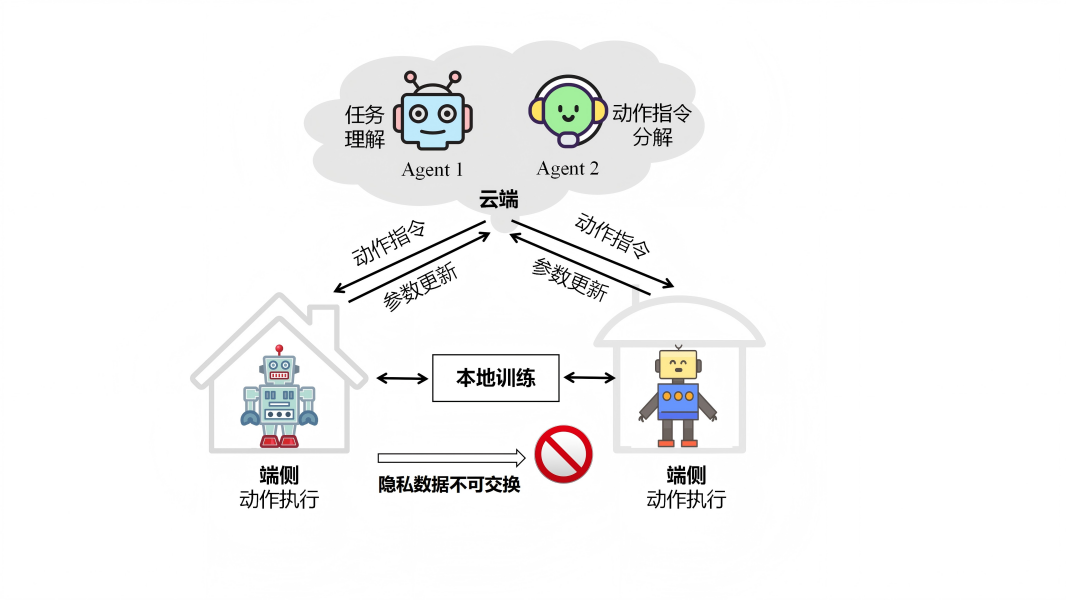 任务
理解
动作指令
分解
Agent 1
Agent 2
云端
动作指令
参数更新
动作指令
参数更新
本地训练
隐私数据不可交换
端侧
动作执行
端侧
动作执行